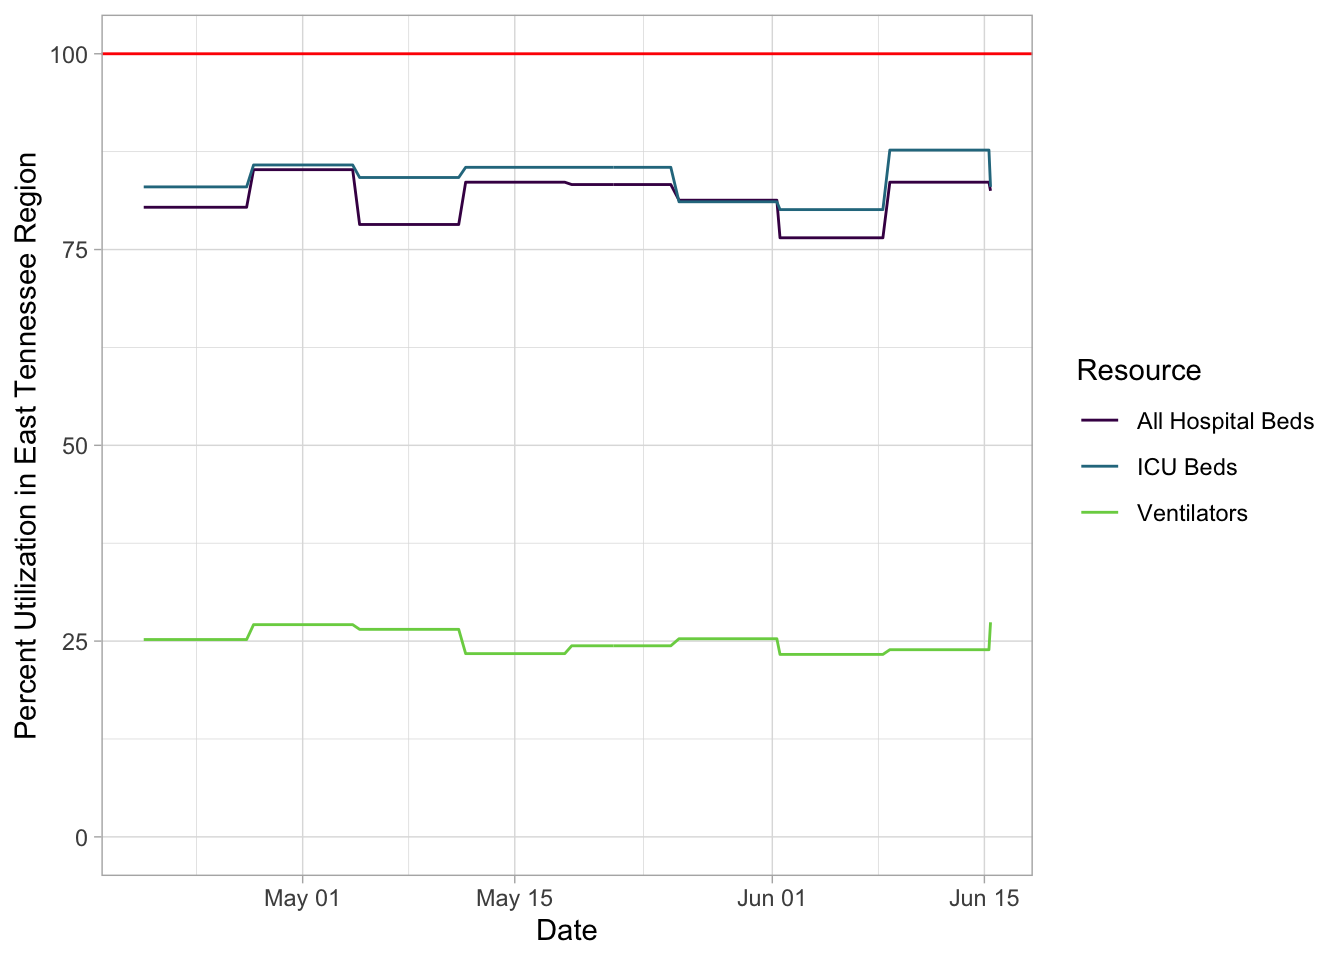 Percent Utilization in East Tennessee Region
100
75
50
25
0
May 01
May 15
Jun 01
Jun 15
Date
Resource
All Hospital Beds
ICU Beds
Ventilators